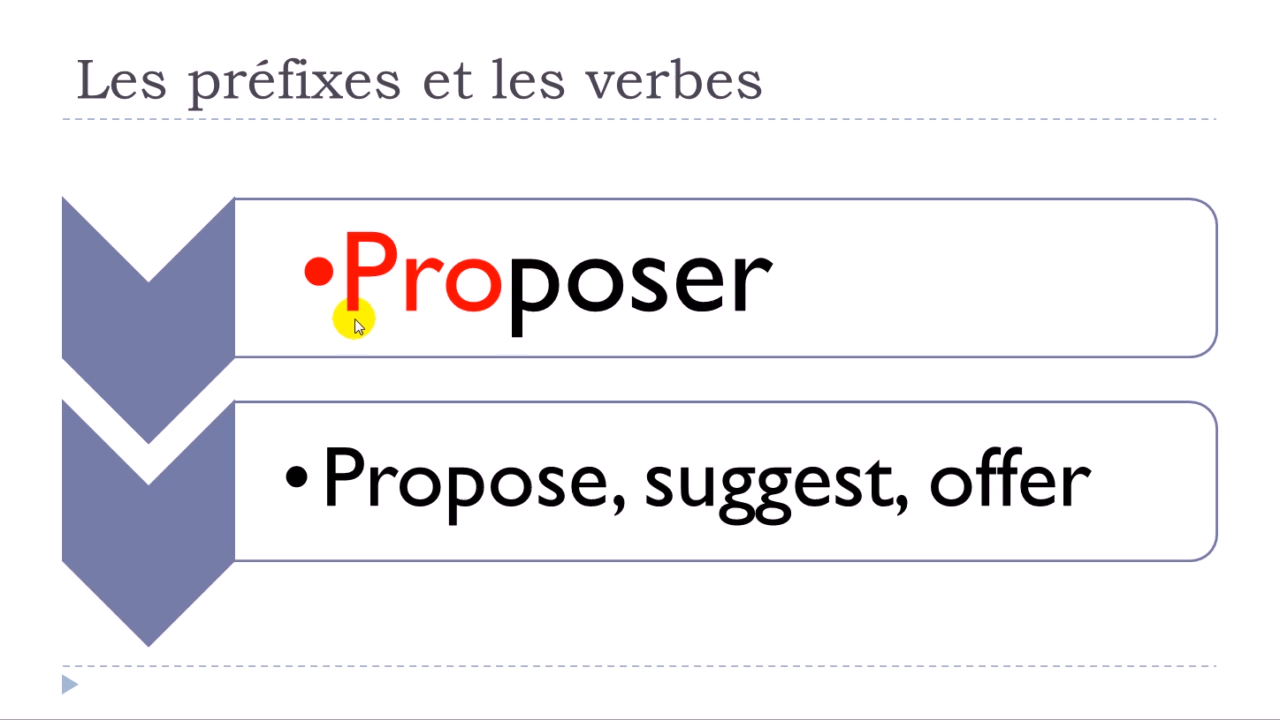 Les préfixes et les verbes
•Proposer
•Propose, suggest, offer